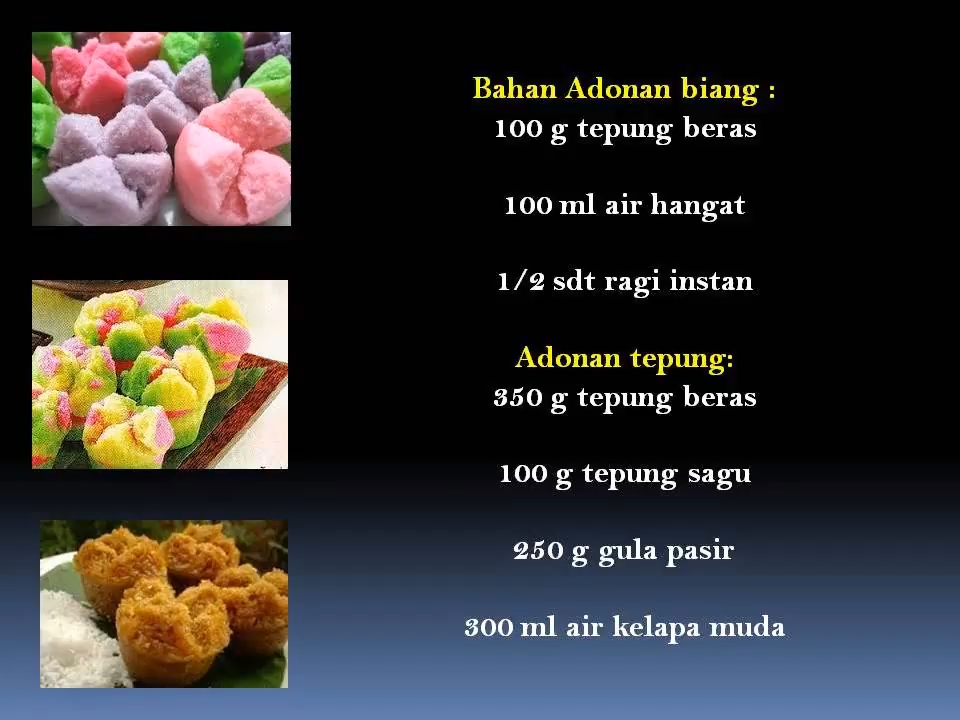 Bahan Adonan biang :
100 g tepung beras
100 ml air hangat
1/2 sdt ragi instan
Adonan tepung:
350 g tepung beras
100 g tepung sagu
250 g gula pasir
300 ml air kelapa muda